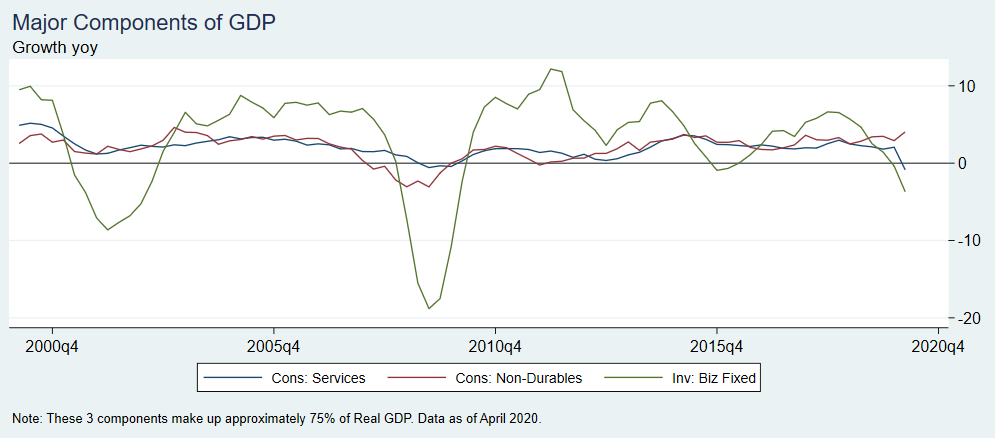 Major Components of GDP
Growth yoy
10
0
-10
-20
2000q4 2005q4 2010q4 2015q4 2020q4
Cons: Services Cons: Non-Durables Inv: Biz Fixed
Note: These 3 components make up approximately 75% of Real GDP. Data as of April 2020.